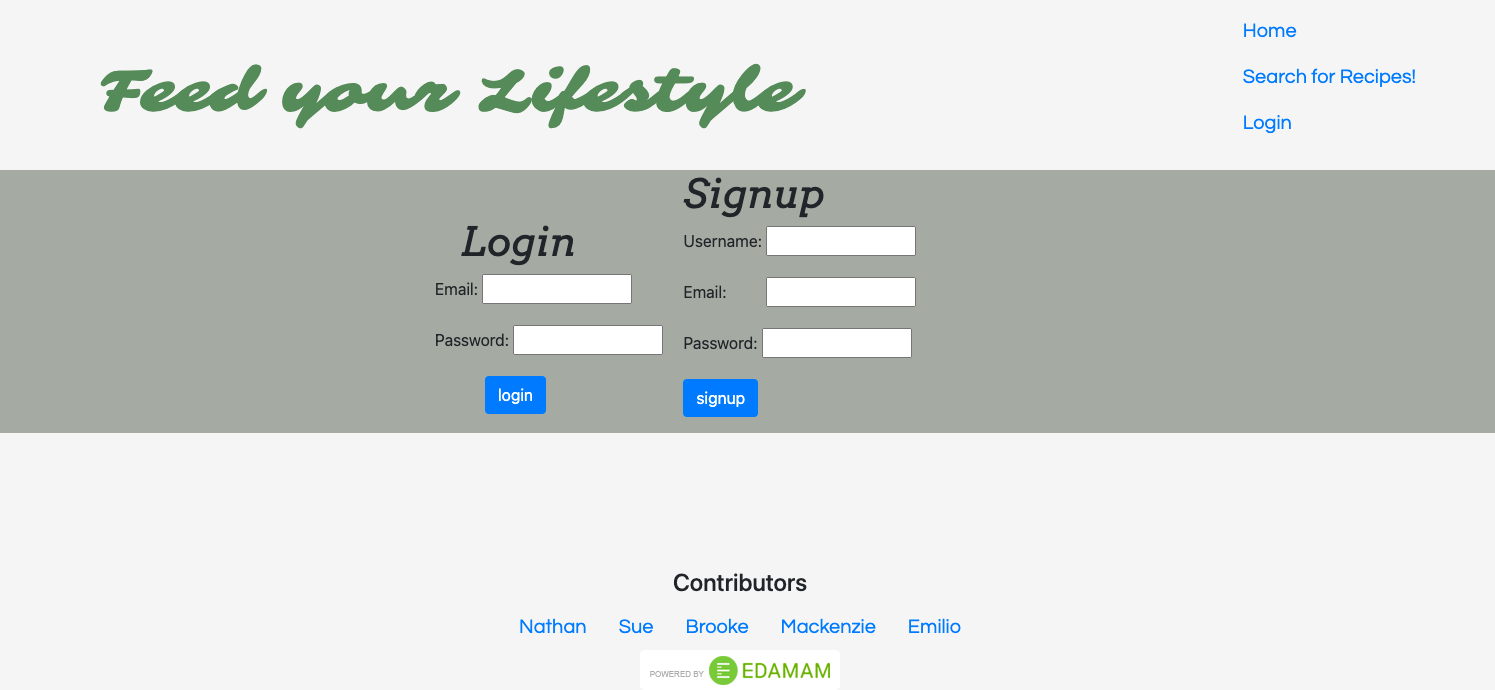 Feed your Lifestyle
Home
Search for Recipes!
Login
Login
Email:
Password:
login
Signup
Username:
Email:
Password:
signup
Contributors
Nathan Sue Brooke Mackenzie Emilio
POWERED BY EDAMAM